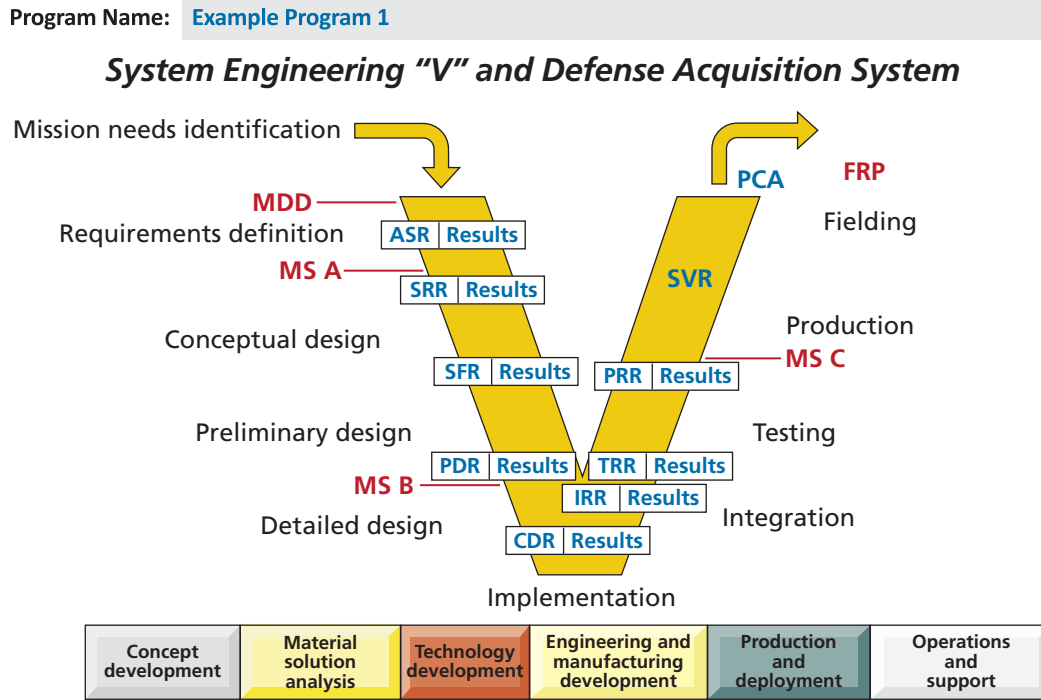 Program Name: Example Program 1
System Engineering “V” and Defense Acquisition System
Mission needs identification
PCA
FRP
MDD
Fielding
Requirements definition
ASR Results
MS A
SRR Results
SVR
Production
Conceptual design
MS C
SFR Results
PRR Results
Preliminary design
Testing
PDR Results
TRR Results
MS B
IRR Results
Detailed design
Integration
CDR Results
Implementation
Concept
development
Material
solution
analysis
Technology
development
Engineering and
manufacturing
development
Production
and
deployment
Operations
and
support